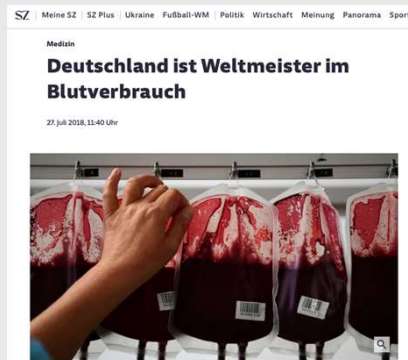 SZ Meine SZ SZ Plus Ukraine Fußball-WM Politik Wirtschaft Meinung Panorama Sport
Medizin
Deutschland ist Weltmeister im
Blutverbrauch
27. Juli 2018, 11:40 Uhr